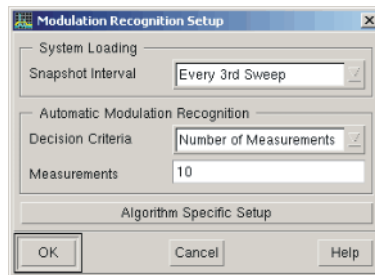 Modulation Recognition Setup
System Loading
Snapshot Interval Every 3rd Sweep
Automatic Modulation Recognition
Decision Criteria Number of Measurements
Measurements 10
Algorithm Specific Setup
OK Cancel Help